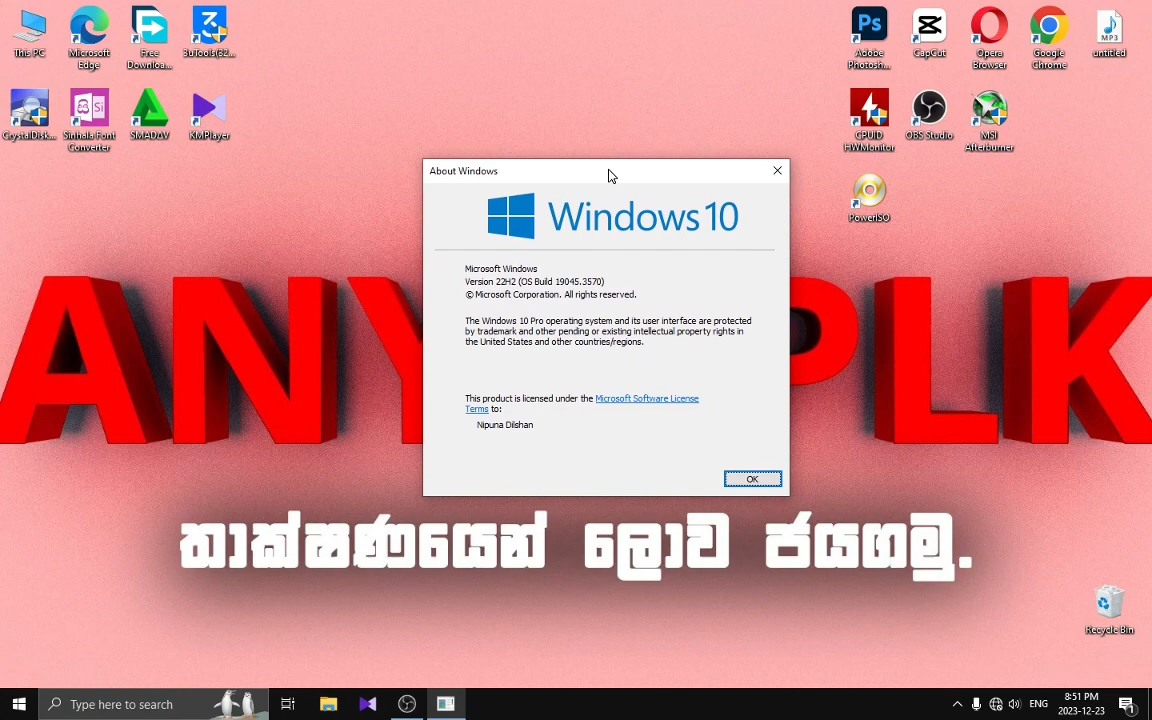 This PC
Microsoft
Edge
Free
Downloa...
3uTools(32...
Ps
Adobe
Photosh...
CapCut
Opera
Browser
Google
Chrome
MP3
untitled
CrystalDisk...
Si
Sinhala Font
Converter
SMADAV
KMPlayer
CPUID
HWMonitor
OBS Studio
MSI
Afterburner
PowerISO
About Windows
Windows 10
Microsoft Windows
Version 22H2 (OS Build 19045.3570)
© Microsoft Corporation. All rights reserved.
The Windows 10 Pro operating system and its user interface are protected
by trademark and other pending or existing intellectual property rights in
the United States and other countries/regions.
This product is licensed under the Microsoft Software License
Terms to:
Nipuna Dilshan
OK
ANY PLK
තාක්ෂණයෙන් ලොව ජයගමු.
Recycle Bin
Type here to search
ENG
8:51 PM
2023-12-23
1